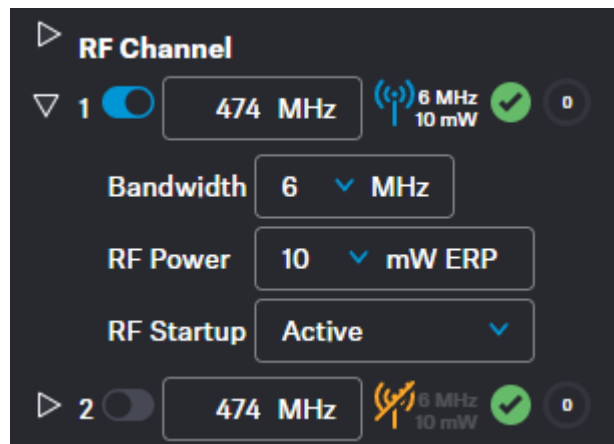 RF Channel
1 474 MHz 6 MHz 10 mW 0
Bandwidth 6 MHz
RF Power 10 mW ERP
RF Startup Active
2 474 MHz 6 MHz 10 mW 0